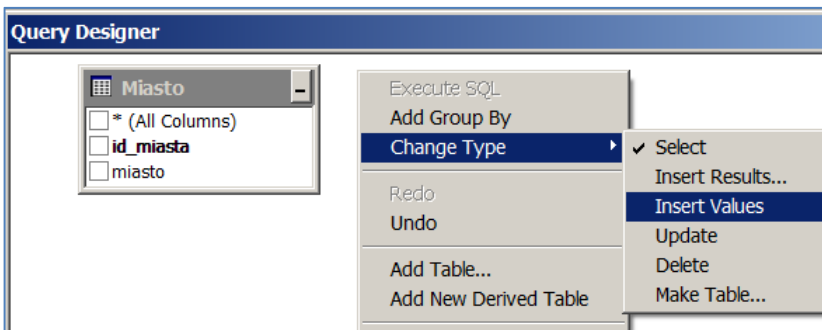 Query Designer
Miasto
* (All Columns)
id_miasta
miasto
Execute SQL
Add Group By
Change Type
Redo
Undo
Add Table...
Add New Derived Table
Select
Insert Results...
Insert Values
Update
Delete
Make Table...